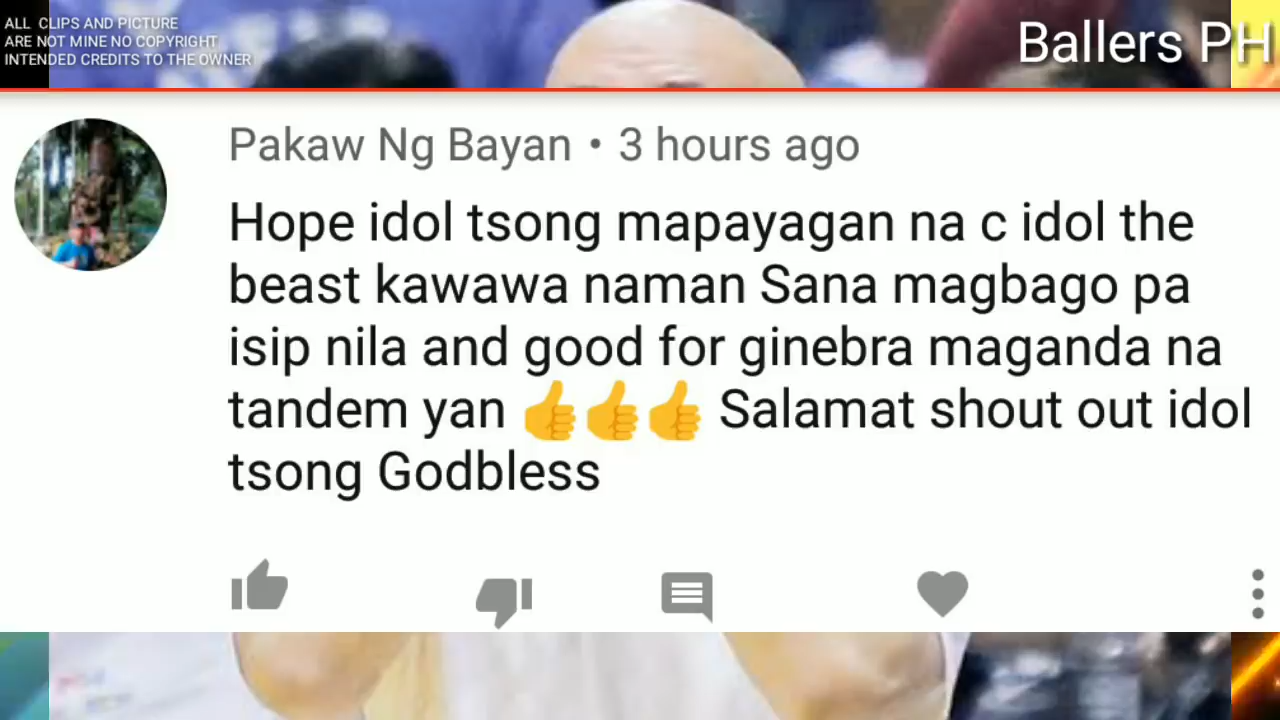 ALL CLIPS AND PICTURE
ARE NOT MINE NO COPYRIGHT
INTENDED CREDITS TO THE OWNER
Ballers PH
Pakaw Ng Bayan • 3 hours ago
Hope idol tsong mapayagan na c idol the
beast kawawa naman Sana magbago pa
isip nila and good for ginebra maganda na
tandem yan 👍👍👍 Salamat shout out idol
tsong Godbless